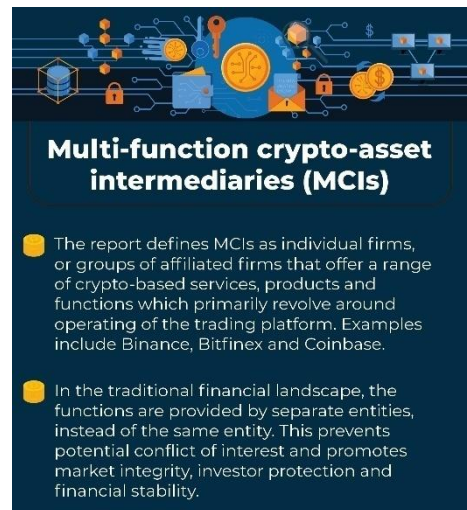 Multi-function crypto-asset
intermediaries (MCIs)
The report defines MCIs as individual firms,
or groups of affiliated firms that offer a range
of crypto-based services, products and
functions which primarily revolve around
operating of the trading platform. Examples
include Binance, Bitfinex and Coinbase.
In the traditional financial landscape, the
functions are provided by separate entities,
instead of the same entity. This prevents
potential conflict of interest and promotes
market integrity, investor protection and
financial stability.